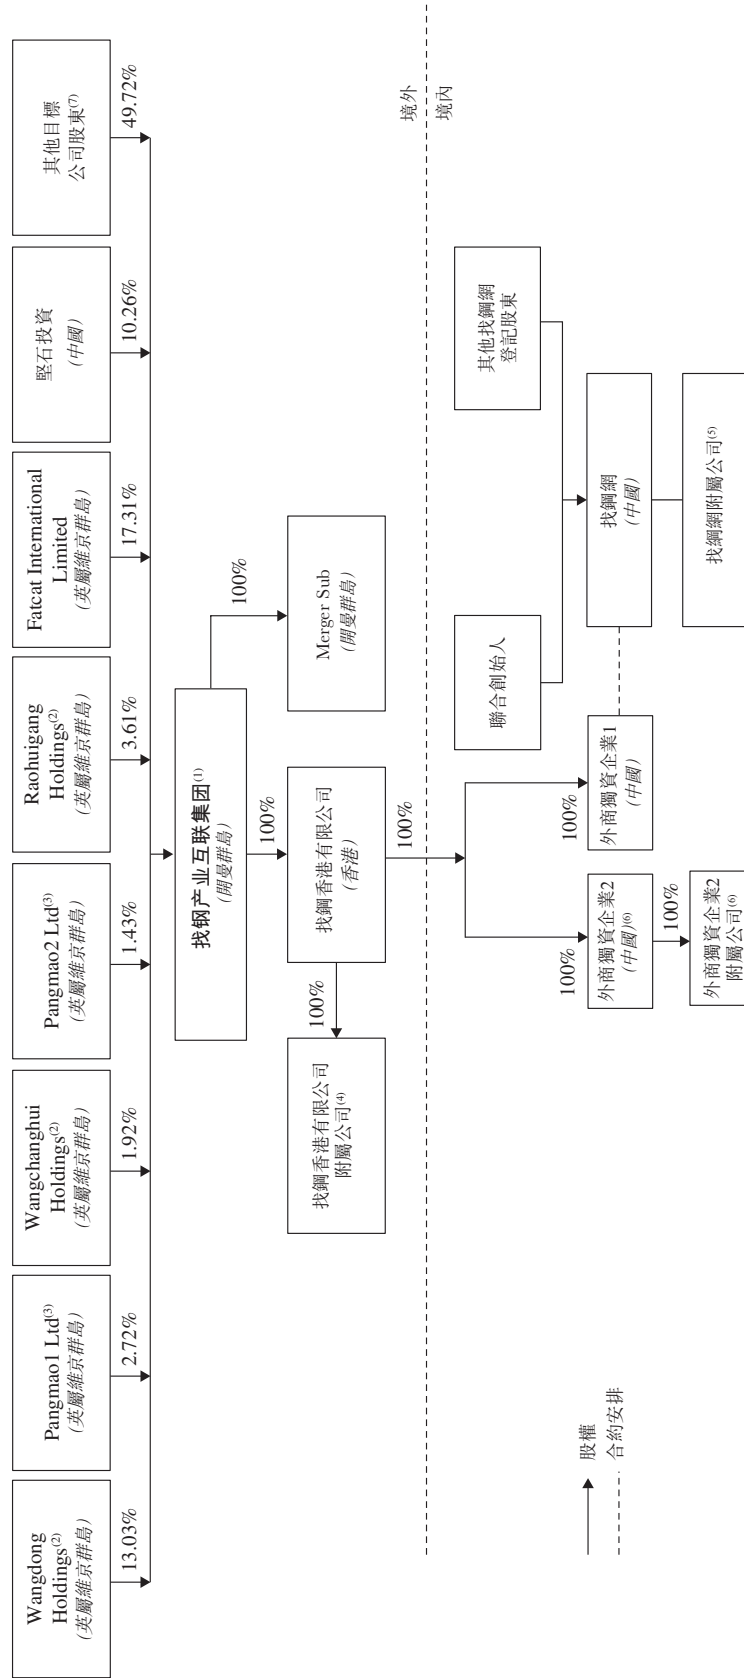 Wangdong
Holdings(2)
(英屬維京群島)
Pangmao1 Ltd(3)
(英屬維京群島)
Wangchanghui
Holdings(2)
(英屬維京群島)
Pangmao2 Ltd(3)
(英屬維京群島)
Raohuigang
Holdings(2)
(英屬維京群島)
Fatcat International
Limited
(英屬維京群島)
堅石投資
(中國)
其他目標
公司股東(7)
13.03%
2.72%
1.92%
1.43%
3.61%
17.31%
10.26%
49.72%
找钢产业互联集团(1)
(開曼群島)
100%
100%
找鋼香港有限公司
附屬公司(4)
100%
找鋼香港有限公司
(香港)
Merger Sub
(開曼群島)
100%
境外
境內
聯合創始人
其他找鋼網
登記股東
100%
100%
外商獨資企業2
(中國)(6)
外商獨資企業1
(中國)
找鋼網
(中國)
100%
外商獨資企業2
附屬公司(6)
找鋼網附屬公司(5)
股權
合約安排